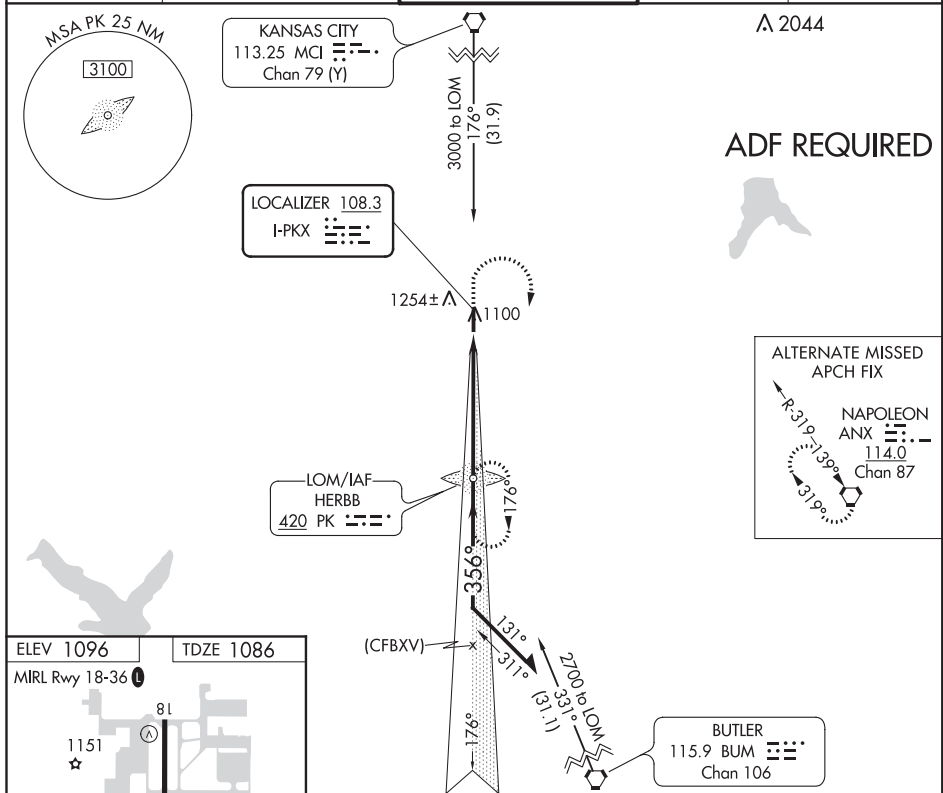 MSA PK 25 NM
3100
KANSAS CITY
113.25 MCI
Chan 79 (Y)
3000 to LOM
176°
(31.9)
2044
ADF REQUIRED
LOCALIZER 108.3
I-PKX
1254±
1100
ALTERNATE MISSED
APCH FIX
R-319
139°
319°
NAPOLEON
ANX
114.0
Chan 87
LOM/IAF
HERBB
420 PK
176°
356°
(CFBXV)
x
131°
311°
(31.1)
2700 to LOM
331°
176°
BUTLER
115.9 BUM
Chan 106
ELEV 1096
TDZE 1086
MIRL Rwy 18-36 L
18
1151